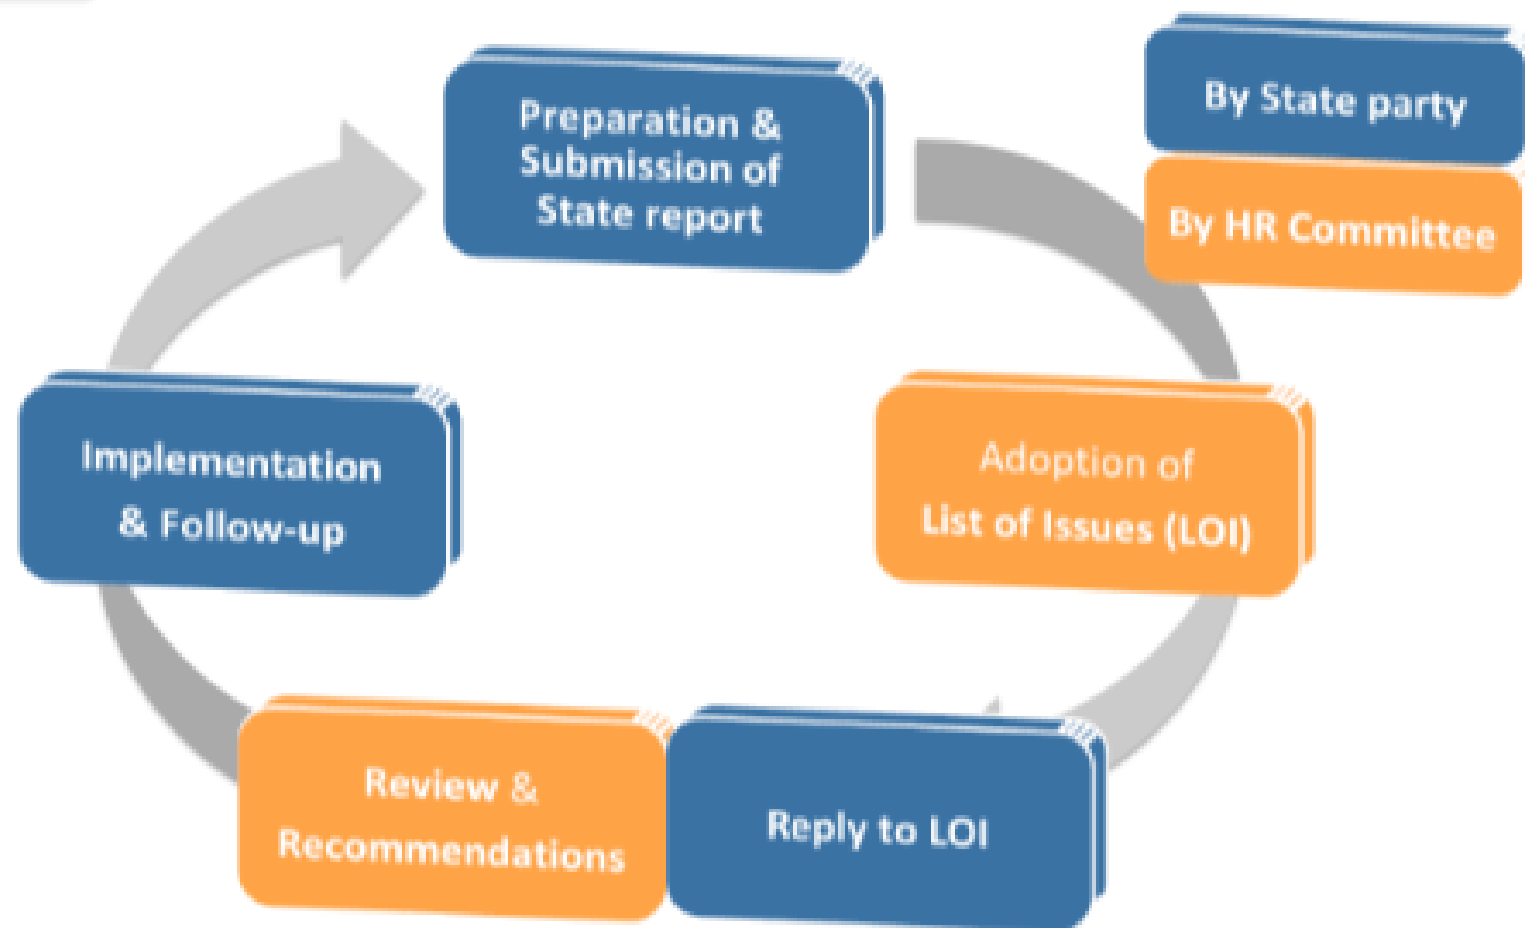 Preparation &
Submission of
State report
By State party
By HR Committee
Implementation
& Follow-up
Adoption of
List of Issues (LOI)
Review &
Recommendations
Reply to LOI